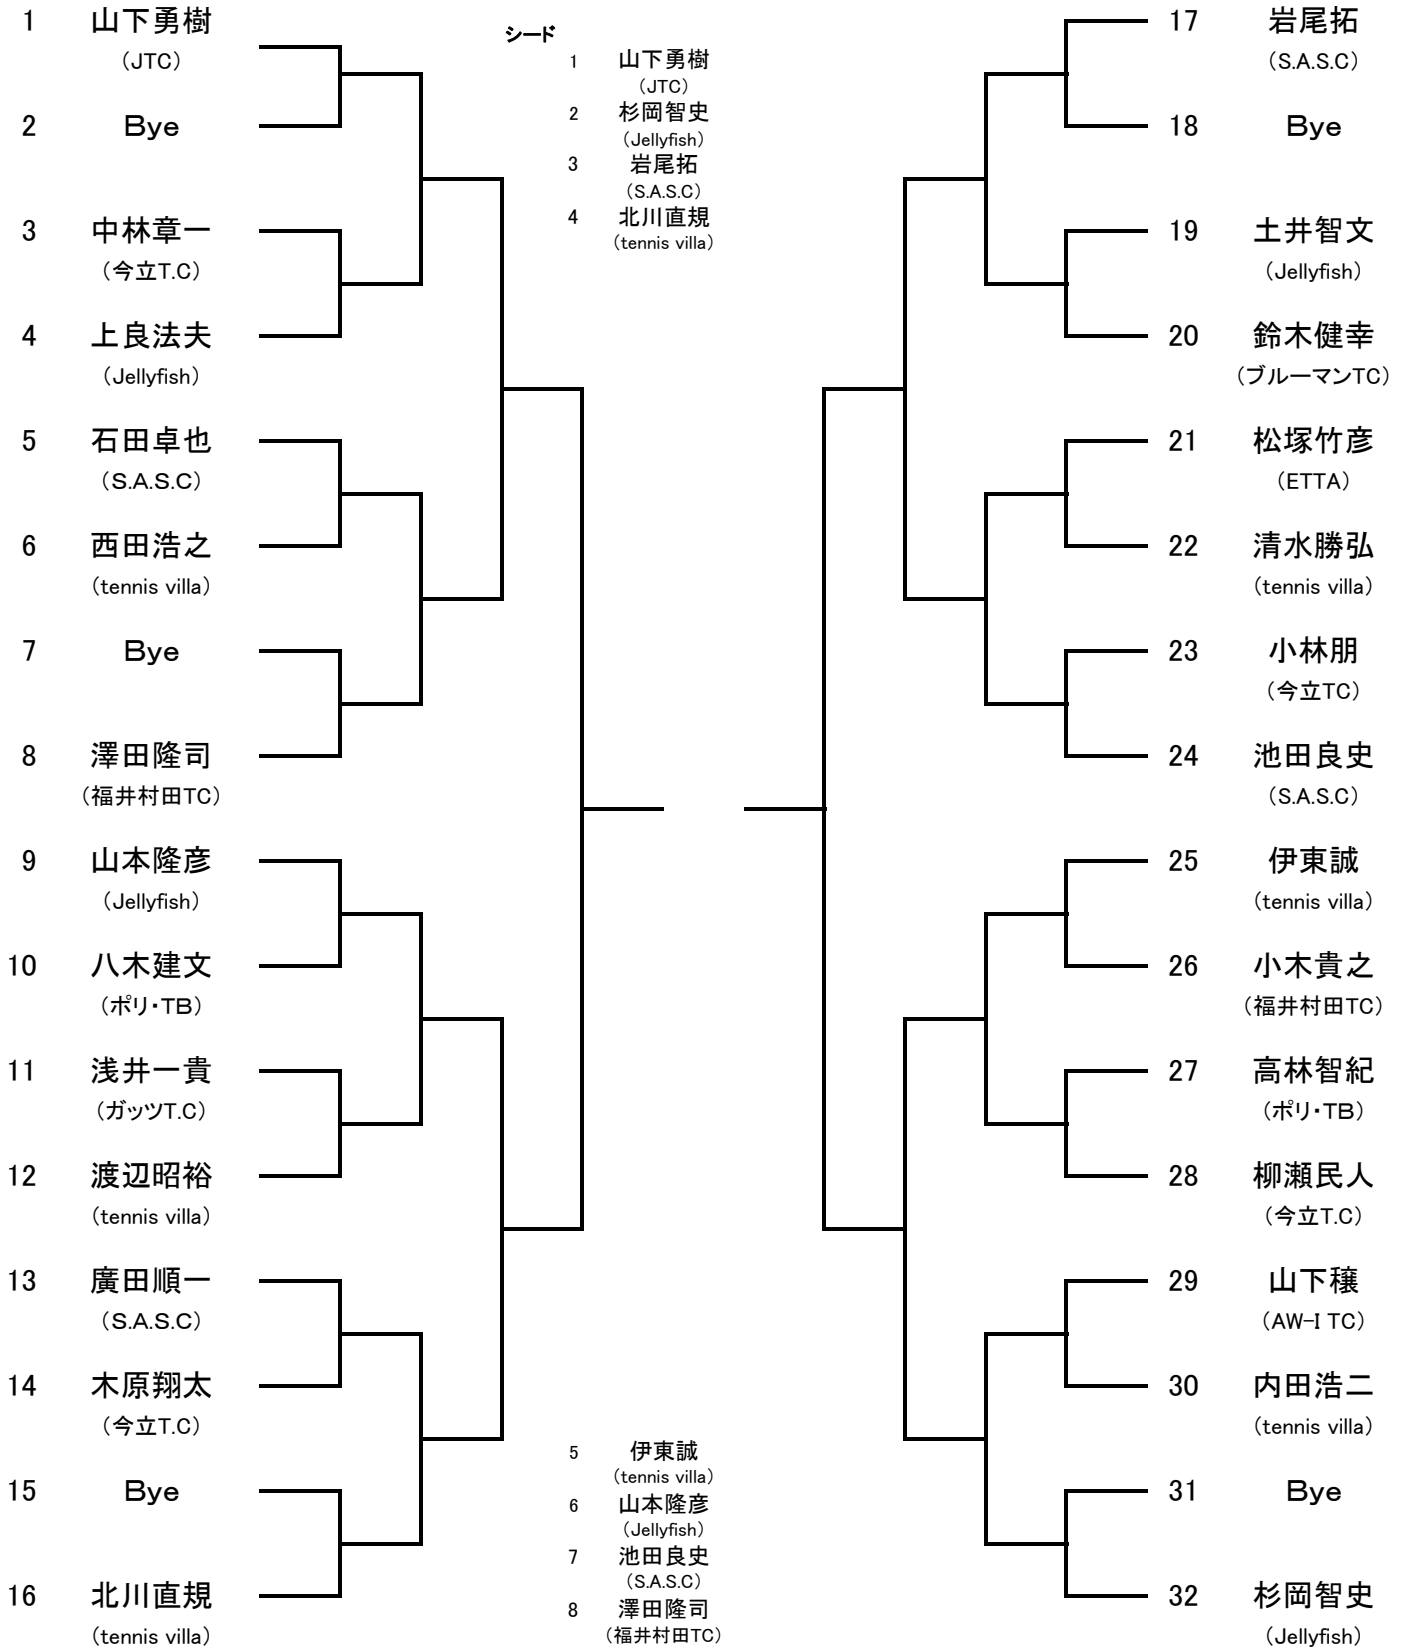 1 山下勇樹
（JTC）
2 Bye
3 中林章一
（今立T.C）
4 上良法夫
（Jellyfish）
5 石田卓也
（S.A.S.C）
6 西田浩之
（tennis villa）
7 Bye
8 澤田隆司
（福井村田TC）
9 山本隆彦
（Jellyfish）
10 八木建文
（ポリ・TB）
11 浅井一貴
（ガッツT.C）
12 渡辺昭裕
（tennis villa）
13 廣田順一
（S.A.S.C）
14 木原翔太
（今立T.C）
15 Bye
16 北川直規
（tennis villa）
シード
1 山下勇樹
（JTC）
2 杉岡智史
（Jellyfish）
3 岩尾拓
（S.A.S.C）
4 北川直規
（tennis villa）
5 伊東誠
（tennis villa）
6 山本隆彦
（Jellyfish）
7 池田良史
（S.A.S.C）
8 澤田隆司
（福井村田TC）
17 岩尾拓
（S.A.S.C）
18 Bye
19 土井智文
（Jellyfish）
20 鈴木健幸
（ブルーマンTC）
21 松塚竹彦
（ETTA）
22 清水勝弘
（tennis villa）
23 小林朋
（今立TC）
24 池田良史
（S.A.S.C）
25 伊東誠
（tennis villa）
26 小木貴之
（福井村田TC）
27 高林智紀
（ポリ・TB）
28 柳瀬民人
（今立T.C）
29 山下穣
（AW-I TC）
30 内田浩二
（tennis villa）
31 Bye
32 杉岡智史
（Jellyfish）